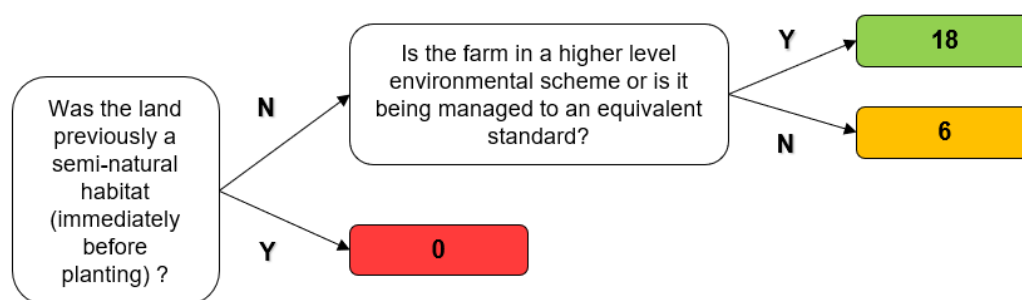 Was the land
previously a
semi-natural
habitat
(immediately
before
planting) ?
N
Y
Is the farm in a higher level
environmental scheme or is it
being managed to an equivalent
standard?
0
Y
N
18
6